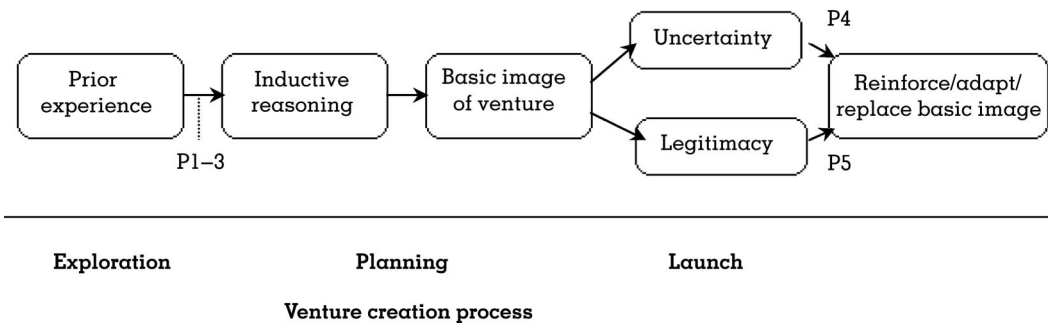 Prior
experience
P1–3
Inductive
reasoning
Basic image
of venture
Uncertainty
Legitimacy
P4
P5
Reinforce/adapt/
replace basic image
Exploration
Planning
Launch
Venture creation process